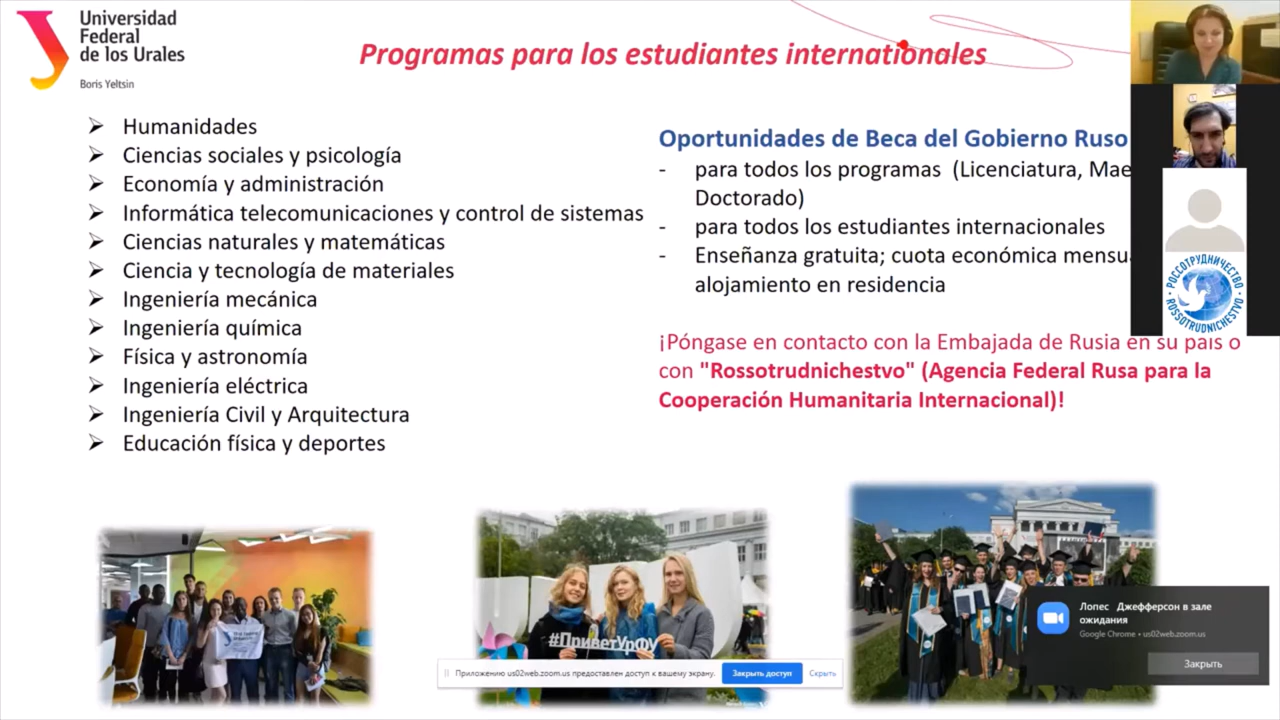 Universidad
Federal
de los Urales
Boris Yeltsin
Programas para los estudiantes internationales
Humanidades
Ciencias sociales y psicología
Economía y administración
Informática telecomunicaciones y control de sistemas
Ciencias naturales y matemáticas
Ciencia y tecnología de materiales
Ingeniería mecánica
Ingeniería química
Física y astronomía
Ingeniería eléctrica
Ingeniería Civil y Arquitectura
Educación física y deportes
Oportunidades de Beca del Gobierno Ruso
- para todos los programas (Licenciatura, Mae
Doctorado)
- para todos los estudiantes internacionales
- Enseñanza gratuita; cuota económica mensua
alojamiento en residencia
¡Póngase en contacto con la Embajada de Rusia en su país o
con "Rossotrudnichestvo" (Agencia Federal Rusa para la
Cooperación Humanitaria Internacional)!
РОССОТРУДНИЧЕСТВО
ROSSOTRUDNICHESTVO
#ПриветУрФУ
Приложению us02web.zoom.us предоставлен доступ к вашему экрану.
Закрыть доступ
Скрыть
Лопес Джефферсон в зале
ожидания
Google Chrome • us02web.zoom.us
Закрыть